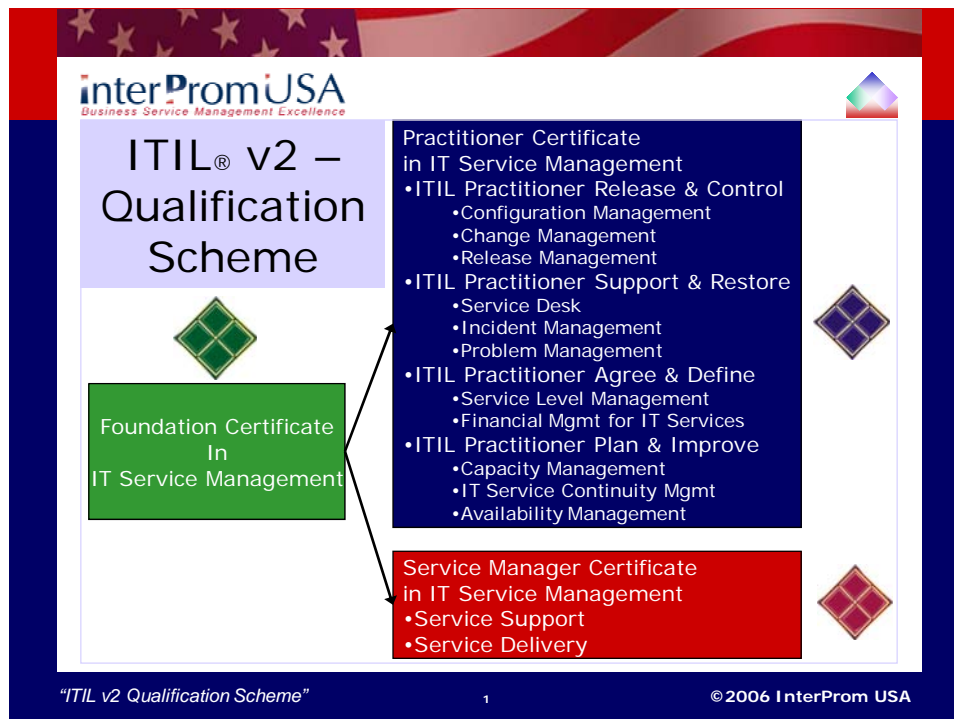 inter Prom USA
Business Service Management Excellence
ITIL® v2 –
Qualification
Scheme
Foundation Certificate
In
IT Service Management
Practitioner Certificate
in IT Service Management
•ITIL Practitioner Release & Control
•Configuration Management
•Change Management
•Release Management
•ITIL Practitioner Support & Restore
•Service Desk
•Incident Management
•Problem Management
•ITIL Practitioner Agree & Define
•Service Level Management
•Financial Mgmt for IT Services
•ITIL Practitioner Plan & Improve
•Capacity Management
•IT Service Continuity Mgmt
•Availability Management
Service Manager Certificate
in IT Service Management
•Service Support
•Service Delivery
“ITIL v2 Qualification Scheme”
1
©2006 InterProm USA